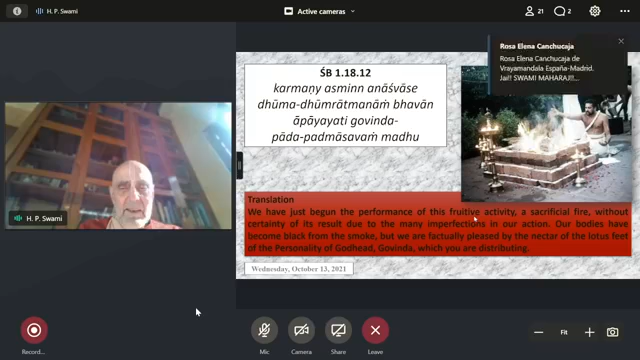 H. P. Swami
Active cameras
21
2
Rosa Elena Canchucaja
Rosa Elena Canchucaja de
Vrayamandala España-Madrid.
Jai!! SWAMI MAHARAJ!!...
ŚB 1.18.12
karmaṇy asminn anāśvāse
dhūma-dhūmrātmanāṁ bhavān
āpāyayati govinda-
pāda-padmāsavaṁ madhu
H. P. Swami
Translation
We have just begun the performance of this fruitive activity, a sacrificial fire, without
certainty of its result due to the many imperfections in our action. Our bodies have
become black from the smoke, but we are factually pleased by the nectar of the lotus feet
of the Personality of Godhead, Govinda, which you are distributing.
Wednesday, October 13, 2021
Record...
Mic
Camera
Share
Leave
Fit